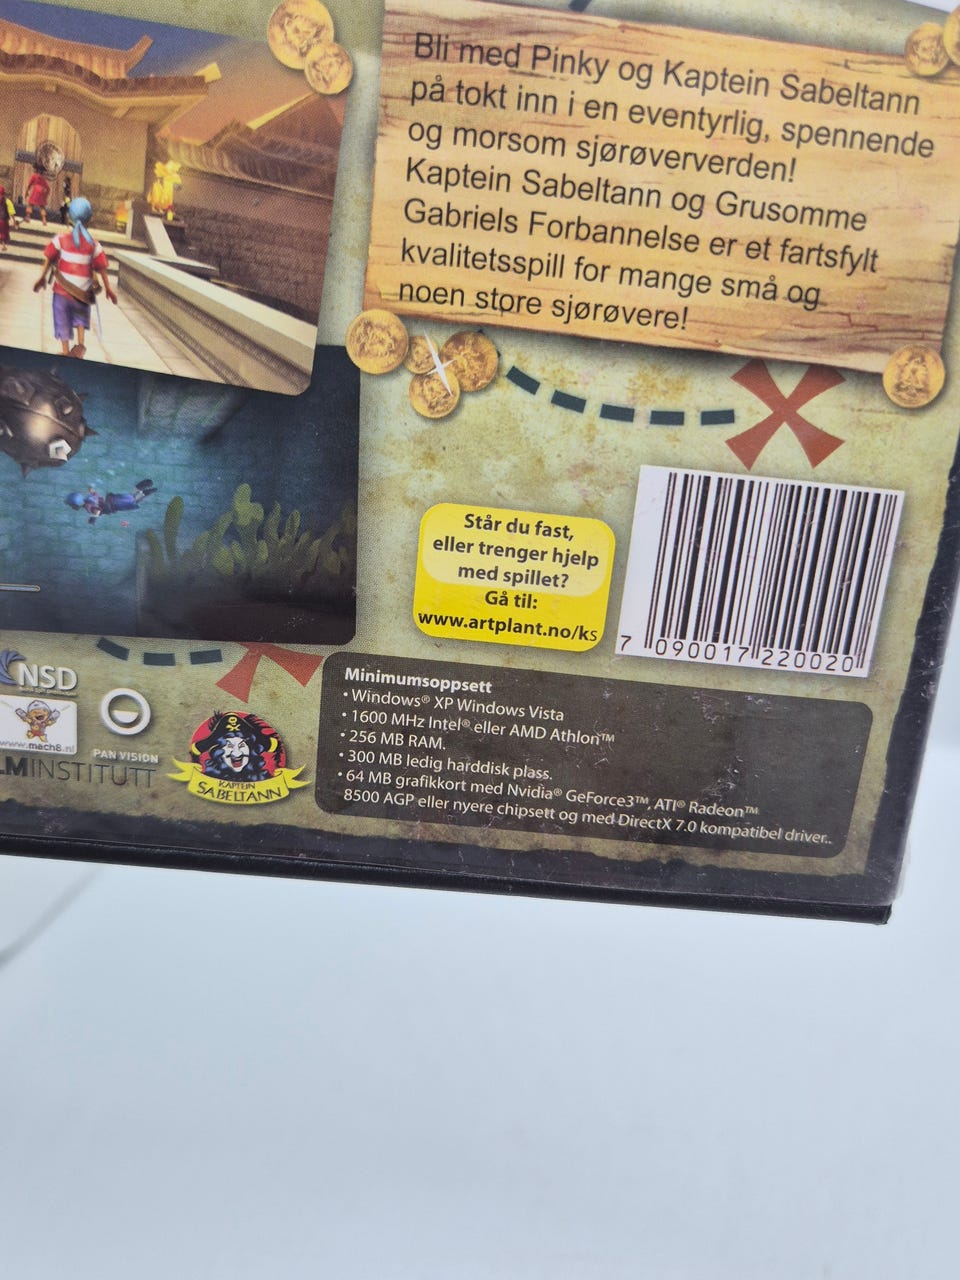 Bli med Pinky og Kaptein Sabeltann
på tokt inn i en eventyrlig, spennende
og morsom sjørøververden!
Kaptein Sabeltann og Grusomme
Gabriels Forbannelse er et fartsfylt
kvalitetsspill for mange små og
noen store sjørøvere!
Står du fast,
eller trenger hjelp
med spillet?
Gå til:
www.artplant.no/ks
7 090017 220020
NSD
www.mach8.nl
PAN VISION
LMINSTITUTT
KAPTEIN
SABELTANN
Minimumsoppsett
• Windows® XP Windows Vista
• 1600 MHz Intel® eller AMD Athlon™
• 256 MB RAM.
• 300 MB ledig harddisk plass.
• 64 MB grafikkort med Nvidia® GeForce3™, ATI® Radeon™
8500 AGP eller nyere chipsett og med DirectX 7.0 kompatibel driver..